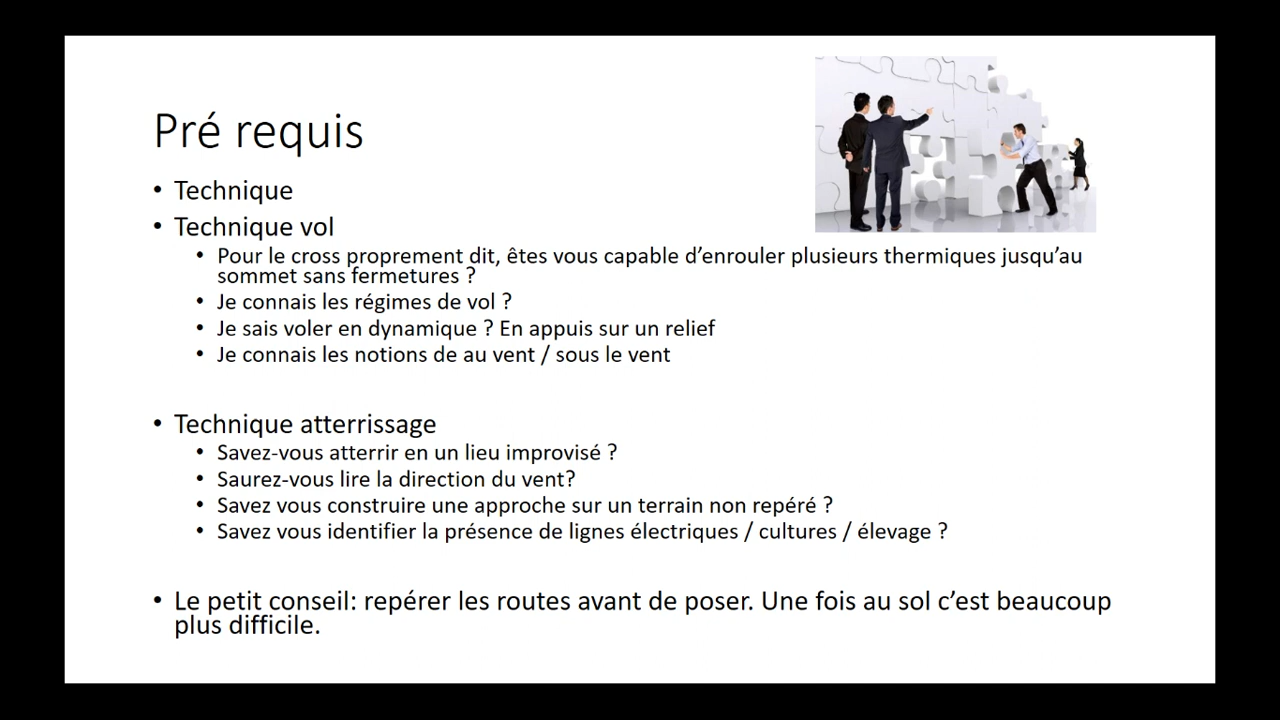 Pré requis
• Technique
• Technique vol
• Pour le cross proprement dit, êtes vous capable d’enrouler plusieurs thermiques jusqu’au
sommet sans fermetures ?
• Je connais les régimes de vol ?
• Je sais voler en dynamique ? En appuis sur un relief
• Je connais les notions de au vent / sous le vent
• Technique atterrissage
• Savez-vous atterrir en un lieu improvisé ?
• Saurez-vous lire la direction du vent?
• Savez vous construire une approche sur un terrain non repéré ?
• Savez vous identifier la présence de lignes électriques / cultures / élevage ?
• Le petit conseil: repérer les routes avant de poser. Une fois au sol c’est beaucoup
plus difficile.